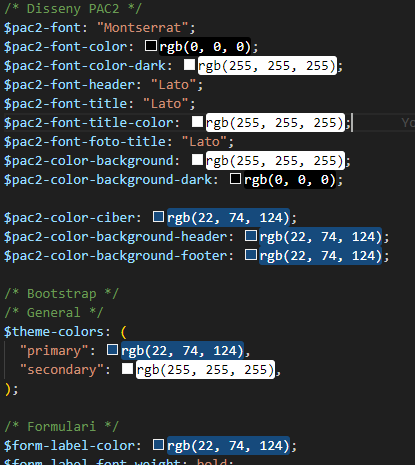 /* Disseny PAC2 */
$pac2-font: "Montserrat";
$pac2-font-color: rgb(0, 0, 0);
$pac2-font-color-dark: rgb(255, 255, 255);
$pac2-font-header: "Lato";
$pac2-font-title: "Lato";
$pac2-font-title-color: rgb(255, 255, 255);
$pac2-font-foto-title: "Lato";
$pac2-color-background: rgb(255, 255, 255);
$pac2-color-background-dark: rgb(0, 0, 0);
$pac2-color-ciber: rgb(22, 74, 124);
$pac2-color-background-header: rgb(22, 74, 124);
$pac2-color-background-footer: rgb(22, 74, 124);
/* Bootstrap */
/* General */
$theme-colors: (
"primary": rgb(22, 74, 124),
"secondary": rgb(255, 255, 255),
);
/* Formulari */
$form-label-color: rgb(22, 74, 124);
$form-label-font-weight: bold;